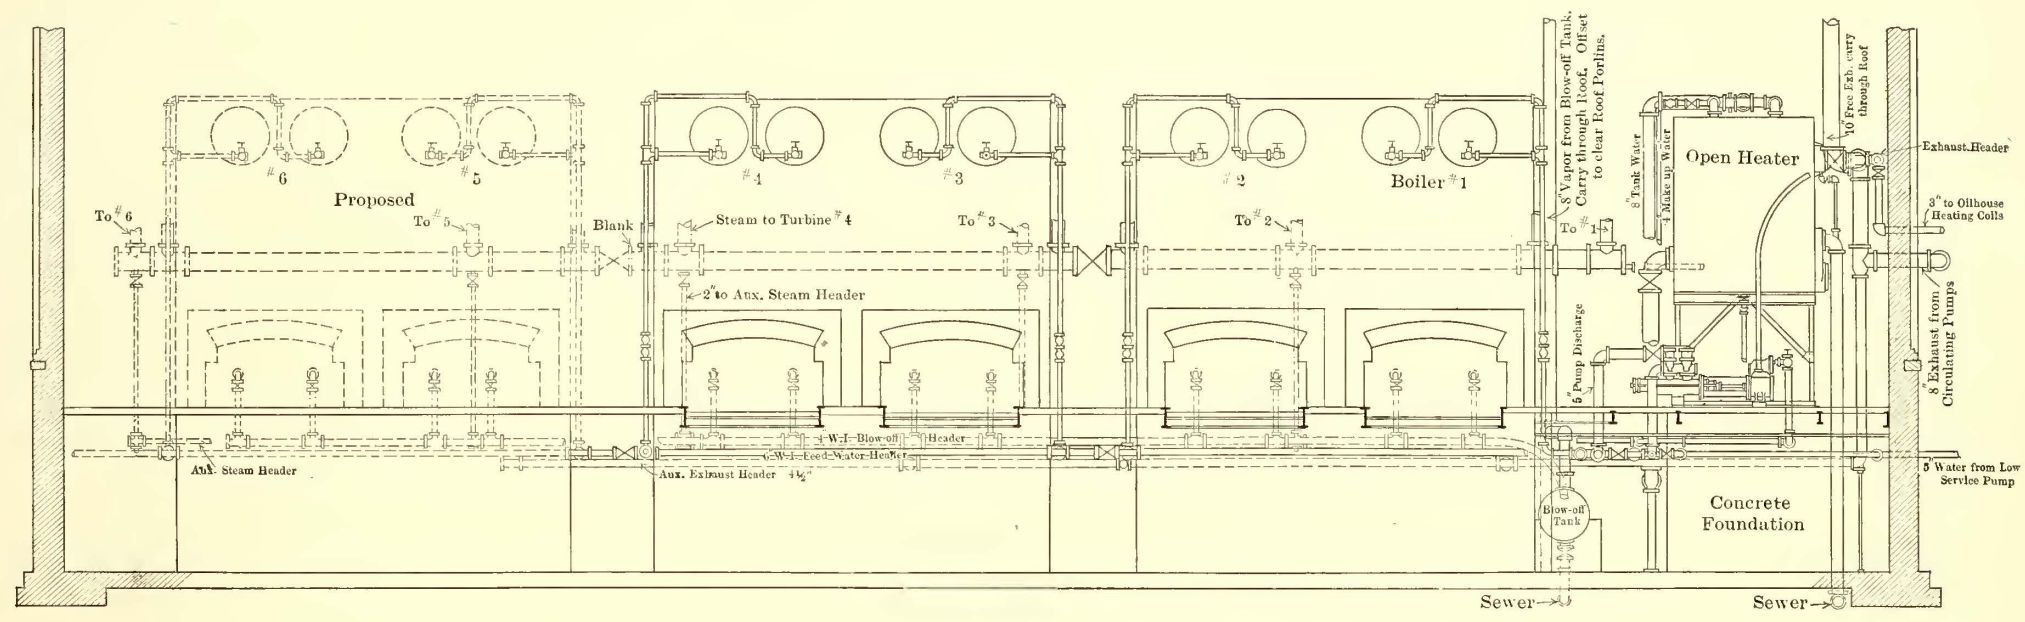 Proposed
#6
#5
#4
#3
#2
Boiler #1
To #6
To #5
Blank
Steam to Turbine #4
To #3
To #2
To #1
2" to Aux. Steam Header
8" Vapor from Blow-off Tank.
Carry through Roof. Offset
to clear Roof Porlins.
8" Tank Water
4" Make up Water
Open Heater
10" Free Exh. carry
through Roof
Exhaust Header
3" to Oilhouse
Heating Coils
8" Exhaust from
Circulating Pumps
5" Pump Discharge
4" W.I. Blow-off Header
6" W.I. Feed Water Header
Aux. Steam Header
Aux. Exhaust Header 4½"
Blow-off
Tank
Concrete
Foundation
5" Water from Low
Service Pump
Sewer
Sewer